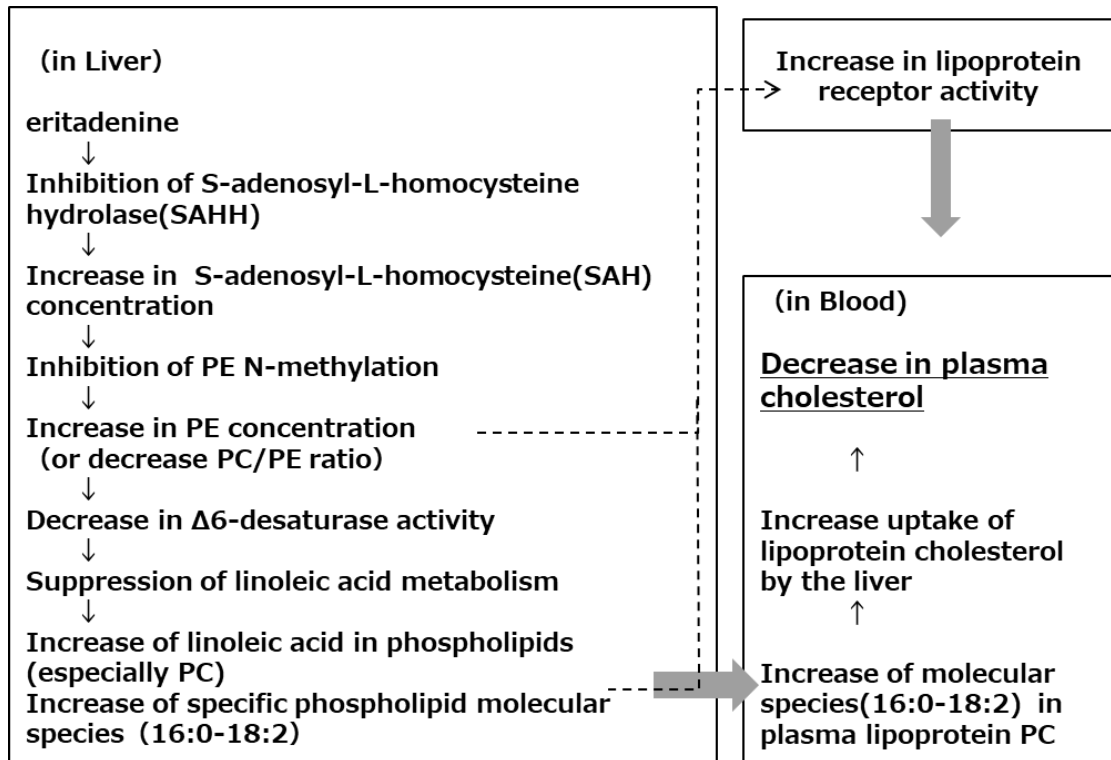 （in Liver）
eritadenine
↓
Inhibition of S-adenosyl-L-homocysteine
hydrolase(SAHH)
↓
Increase in S-adenosyl-L-homocysteine(SAH)
concentration
↓
Inhibition of PE N-methylation
↓
Increase in PE concentration
（or decrease PC/PE ratio）
↓
Decrease in Δ6-desaturase activity
↓
Suppression of linoleic acid metabolism
↓
Increase of linoleic acid in phospholipids
(especially PC)
Increase of specific phospholipid molecular
species（16:0-18:2）
Increase in lipoprotein
receptor activity
（in Blood）
Decrease in plasma
cholesterol
↑
Increase uptake of
lipoprotein cholesterol
by the liver
↑
Increase of molecular
species(16:0-18:2) in
plasma lipoprotein PC